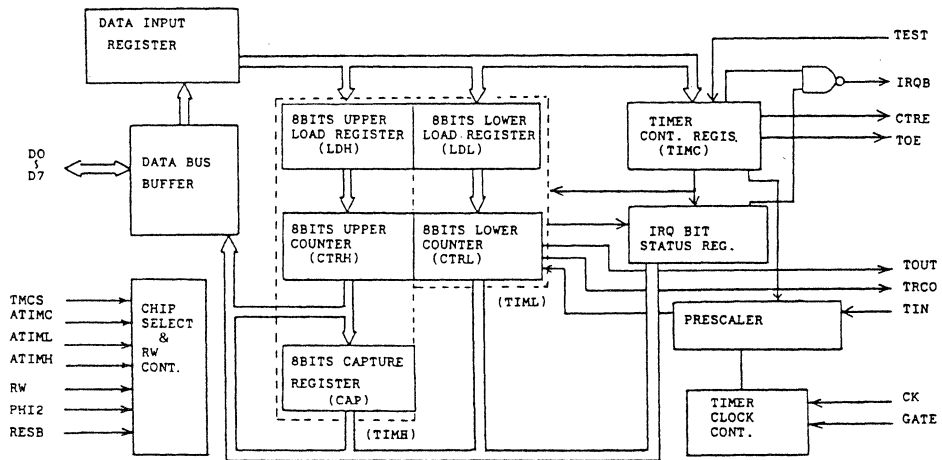 DATA INPUT
REGISTER
TEST
IRQB
8BITS UPPER
LOAD REGISTER
(LDH)
8BITS LOWER
LOAD REGISTER
(LDL)
TIMER
CONT. REGIS.
(TIMC)
CTRE
TOE
D0
~
D7
DATA BUS
BUFFER
8BITS UPPER
COUNTER
(CTRH)
8BITS LOWER
COUNTER
(CTRL)
IRQ BIT
STATUS REG.
TOUT
TRCO
TIN
(TIML)
PRESCALER
TMCS
ATIMC
ATIML
ATIMH
RW
PHI2
RESB
CHIP
SELECT
&
RW
CONT.
8BITS CAPTURE
REGISTER
(CAP)
(TIMH)
TIMER
CLOCK
CONT.
CK
GATE